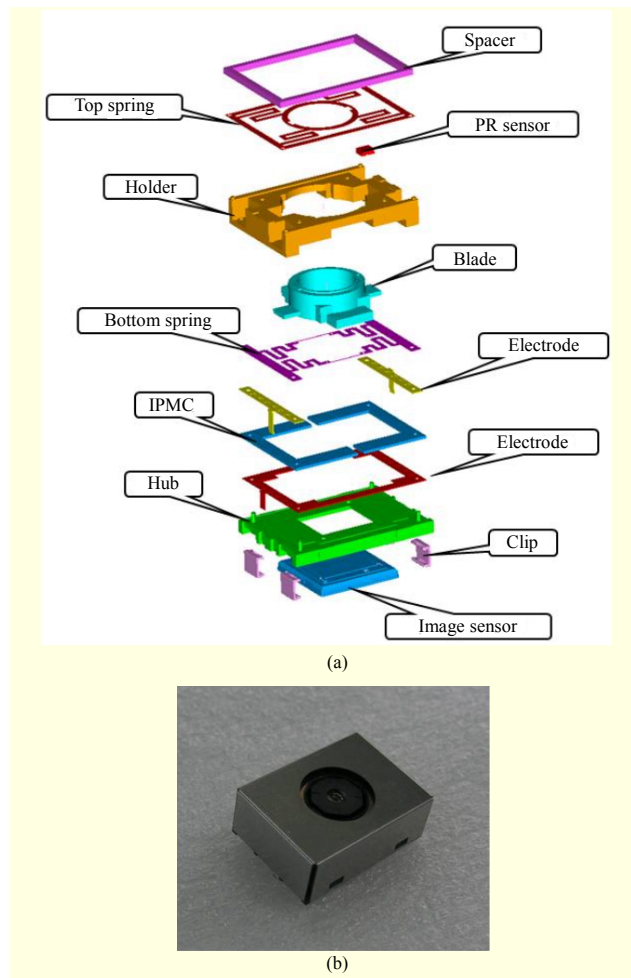 Spacer
Top spring
PR sensor
Holder
Blade
Bottom spring
Electrode
IPMC
Electrode
Hub
Clip
Image sensor
(a)
(b)